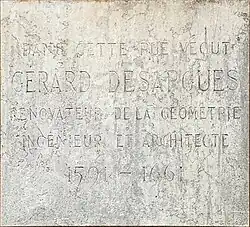 DANS CETTE RUE VÉCUT
GÉRARD DESARGUES
RÉNOVATEUR DE LA GÉOMÉTRIE
INGÉNIEUR ET ARCHITECTE
1591 - 1661